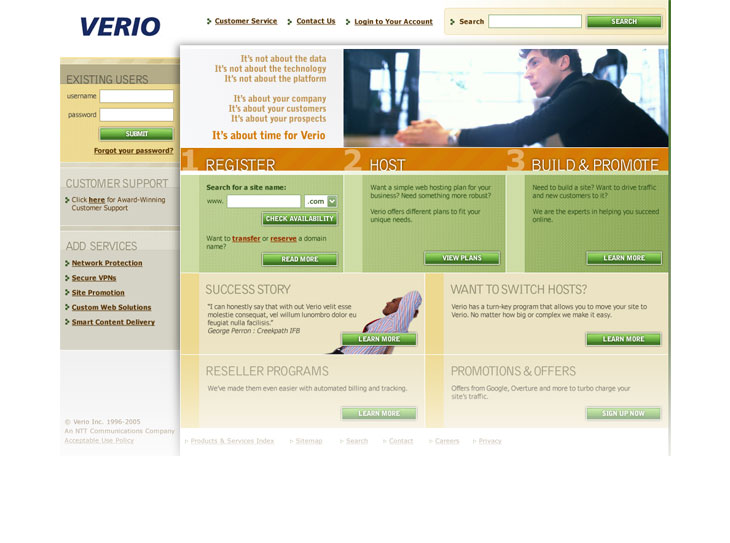 VERIO
Customer Service
Contact Us
Login to Your Account
Search
SEARCH
EXISTING USERS
username
password
SUBMIT
Forgot your password?
CUSTOMER SUPPORT
Click here for Award-Winning
Customer Support
ADD SERVICES
Network Protection
Secure VPNs
Site Promotion
Custom Web Solutions
Smart Content Delivery
It's not about the data
It's not about the technology
It's not about the platform
It's about your company
It's about your customers
It's about your prospects
It's about time for Verio
1 REGISTER
Search for a site name:
www. .com
CHECK AVAILABILITY
Want to transfer or reserve a domain
name?
READ MORE
2 HOST
Want a simple web hosting plan for your
business? Need something more robust?
Verio offers different plans to fit your
unique needs.
VIEW PLANS
3 BUILD & PROMOTE
Need to build a site? Want to drive traffic
and new customers to it?
We are the experts in helping you succeed
online.
LEARN MORE
SUCCESS STORY
"I can honestly say that with out Verio velit esse
molestie consequat, vel willum lunombro dolor eu
feugiat nulla facilisis."
George Perron : Creekpath IFB
LEARN MORE
WANT TO SWITCH HOSTS?
Verio has a turn-key program that allows you to move your site to
Verio. No matter how big or complex we make it easy.
LEARN MORE
RESELLER PROGRAMS
We've made them even easier with automated billing and tracking.
LEARN MORE
PROMOTIONS & OFFERS
Offers from Google, Overture and more to turbo charge your
site's traffic.
SIGN UP NOW
© Verio Inc. 1996-2005
An NTT Communications Company
Acceptable Use Policy
Products & Services Index
Sitemap
Search
Contact
Careers
Privacy